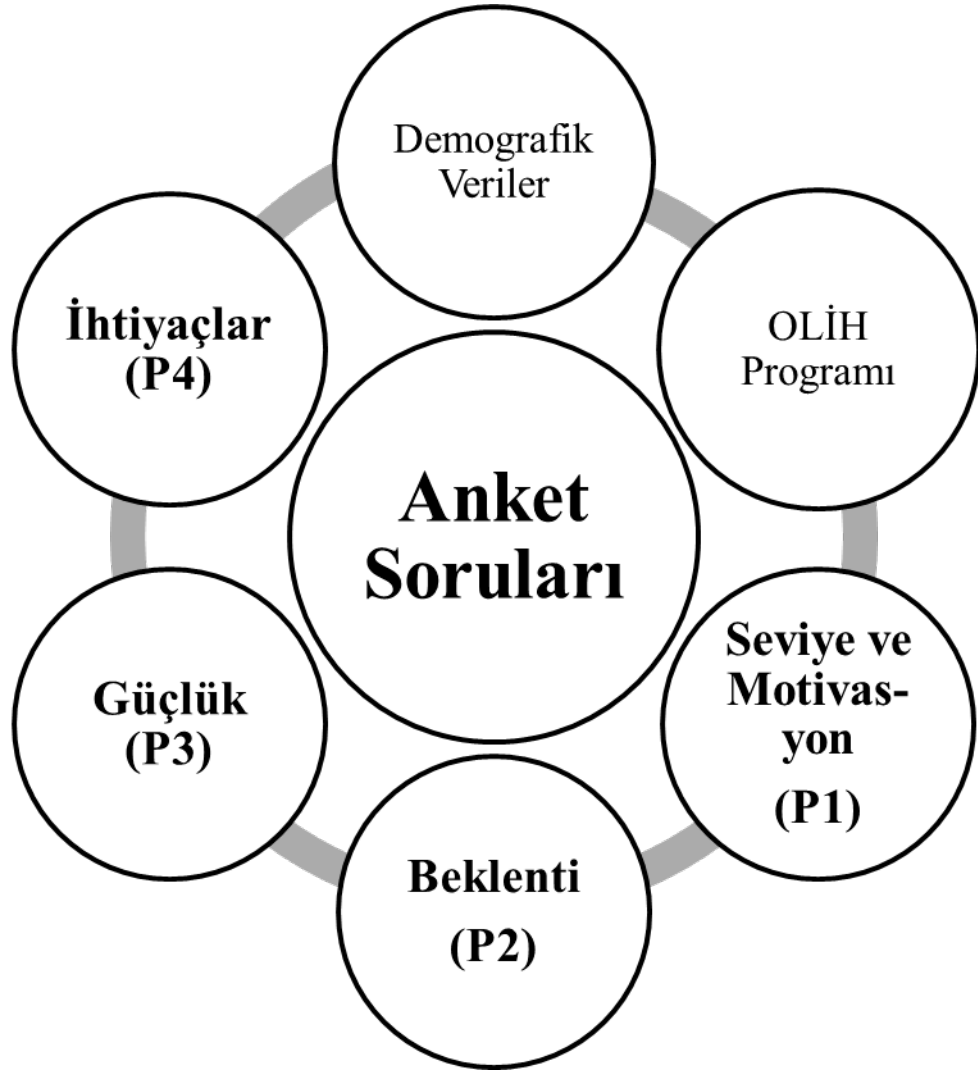 Demografik
Veriler
OLİH
Programı
Seviye ve
Motivas-
yon
(P1)
Beklenti
(P2)
Güçlük
(P3)
İhtiyaçlar
(P4)
Anket
Soruları